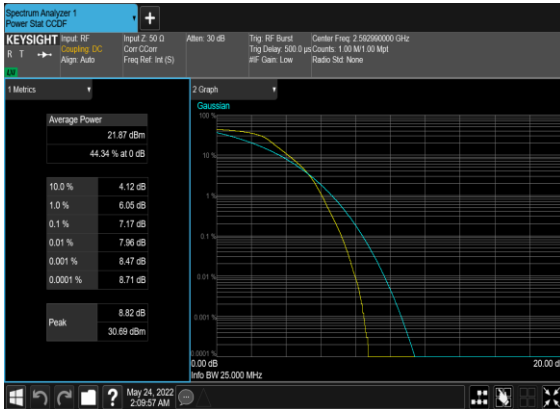 Spectrum Analyzer 1
Power Stat CCDF
KEYSIGHT
R T
LXI
Input: RF
Coupling: DC
Align: Auto
Input Z: 50 Ω
Corr CCorr
Freq Ref: Int (S)
Atten: 30 dB
Trig: RF Burst
Trig Delay: 500.0 µs
#IF Gain: Low
Center Freq: 2.592990000 GHz
Counts: 1.00 M/1.00 Mpt
Radio Std: None
1 Metrics
Average Power
21.87 dBm
44.34 % at 0 dB
10.0 % 4.12 dB
1.0 % 6.05 dB
0.1 % 7.17 dB
0.01 % 7.96 dB
0.001 % 8.47 dB
0.0001 % 8.71 dB
Peak 8.82 dB
30.69 dBm
2 Graph
Gaussian
100 %
10 %
1 %
0.1 %
0.01 %
0.001 %
0.0001 %
0.00 dB
20.00 d
Info BW 25.000 MHz
?
May 24, 2022
2:09:57 AM